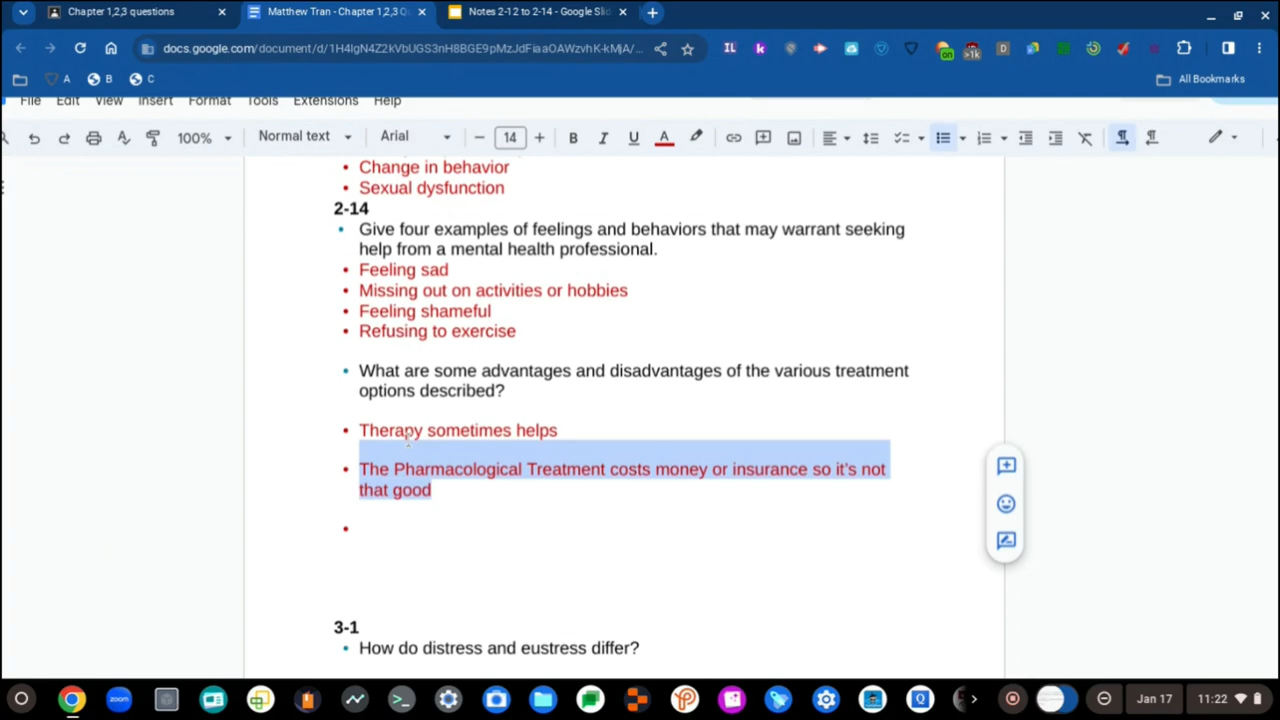 Chapter 1,2,3 questions
Matthew Tran - Chapter 1,2,3 Q
Notes 2-12 to 2-14 - Google Slid
docs.google.com/document/d/1H4lgN4Z2kVbUGS3nH8BGE9pMzJdFiaaOAWzvhK-kMjA/...
A
B
C
All Bookmarks
File Edit View Insert Format Tools Extensions Help
100%
Normal text
Arial
14
• Change in behavior
• Sexual dysfunction
2-14
• Give four examples of feelings and behaviors that may warrant seeking
help from a mental health professional.
• Feeling sad
• Missing out on activities or hobbies
• Feeling shameful
• Refusing to exercise
• What are some advantages and disadvantages of the various treatment
options described?
• Therapy sometimes helps
• The Pharmacological Treatment costs money or insurance so it’s not
that good
3-1
• How do distress and eustress differ?
zoom
Jan 17
11:22